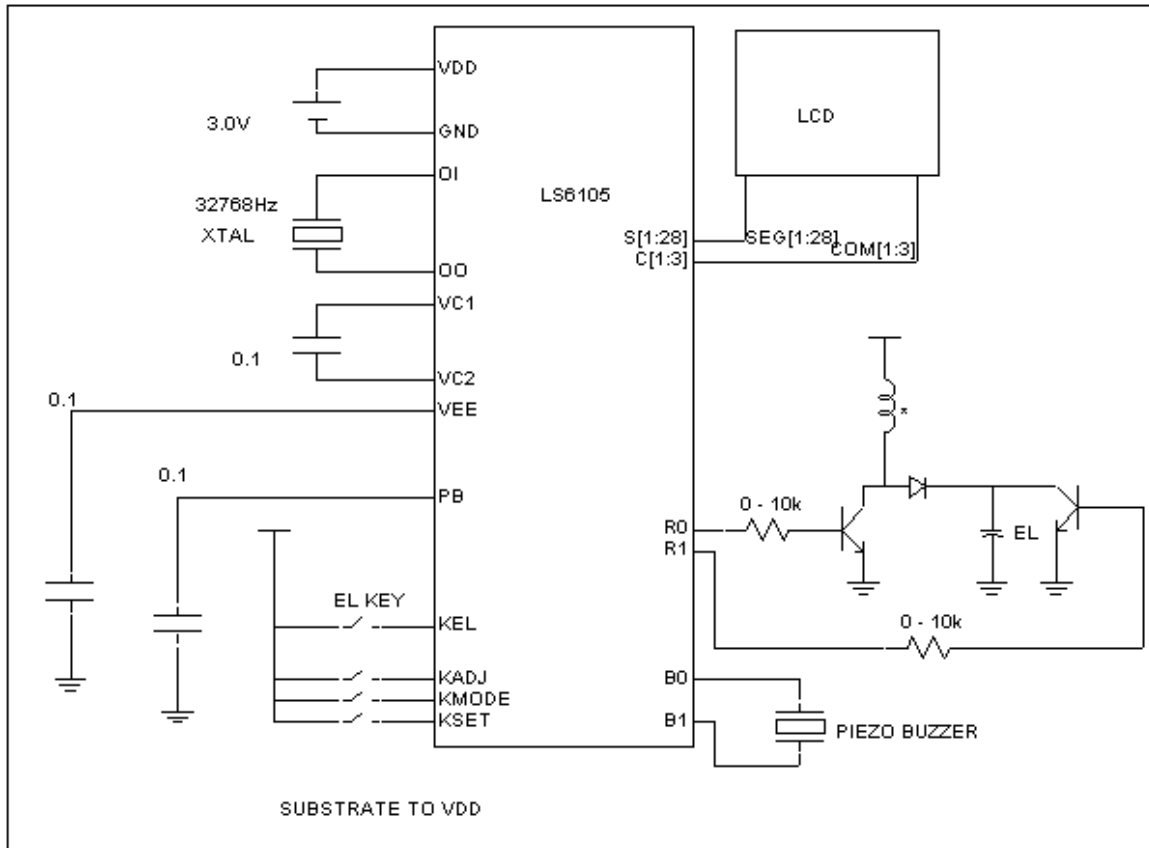 VDD
3.0V
GND
OI
LCD
LS6105
32768Hz
XTAL
S[1:28]
SEG[1:28]
C[1:3]
COM[1:3]
OO
VC1
0.1
VC2
0.1
VEE
*
0.1
PB
0 - 10k
R0
R1
EL
EL KEY
KEL
0 - 10k
KADJ
B0
KMODE
KSET
B1
PIEZO BUZZER
SUBSTRATE TO VDD